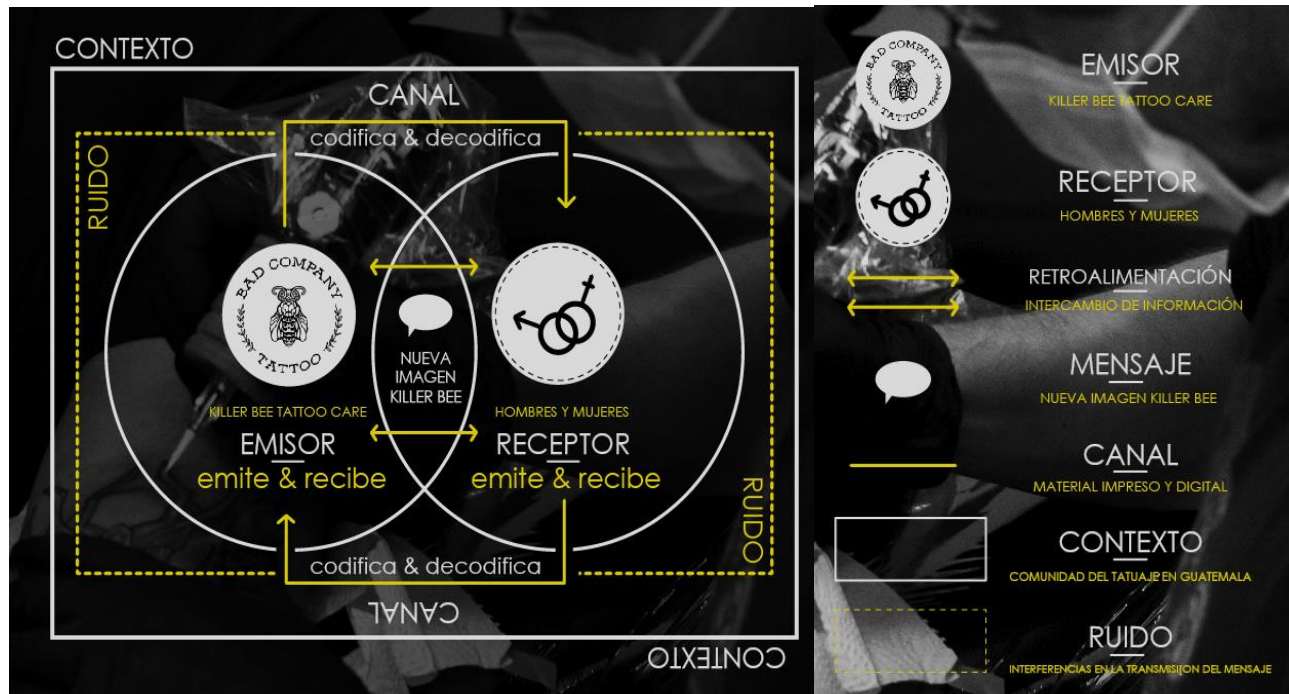 CONTEXTO
CANAL
codifica & decodifica
RUIDO
BAD COMPANY
TATTOO
NUEVA
IMAGEN
KILLER BEE
KILLER BEE TATTOO CARE
HOMBRES Y MUJERES
EMISOR
RECEPTOR
emite & recibe
emite & recibe
RUIDO
codifica & decodifica
CANAL
CONTEXTO
BAD COMPANY
TATTOO
EMISOR
KILLER BEE TATTOO CARE
RECEPTOR
HOMBRES Y MUJERES
RETROALIMENTACIÓN
INTERCAMBIO DE INFORMACIÓN
MENSAJE
NUEVA IMAGEN KILLER BEE
CANAL
MATERIAL IMPRESO Y DIGITAL
CONTEXTO
COMUNIDAD DEL TATUAJE EN GUATEMALA
RUIDO
INTERFERENCIAS EN LA TRANSMISI[ON DEL MENSAJE